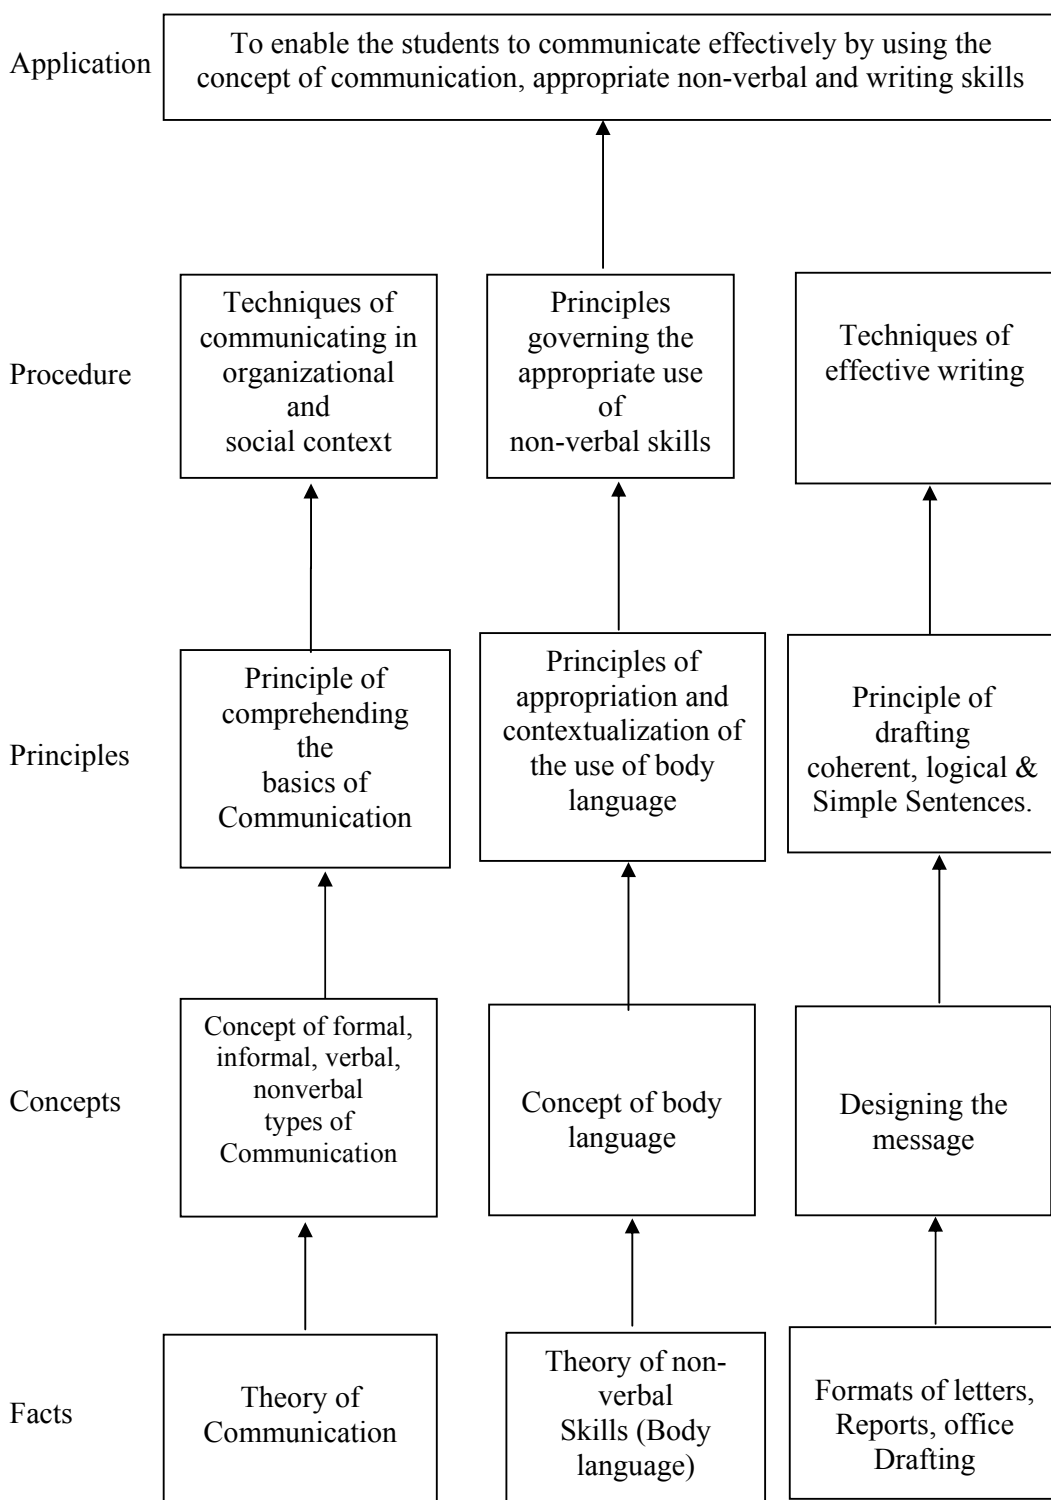 Application
To enable the students to communicate effectively by using the
concept of communication, appropriate non-verbal and writing skills
Procedure
Techniques of
communicating in
organizational
and
social context
Principles
governing the
appropriate use
of
non-verbal skills
Techniques of
effective writing
Principles
Principle of
comprehending
the
basics of
Communication
Principles of
appropriation and
contextualization of
the use of body
language
Principle of
drafting
coherent, logical &
Simple Sentences.
Concepts
Concept of formal,
informal, verbal,
nonverbal
types of
Communication
Concept of body
language
Designing the
message
Facts
Theory of
Communication
Theory of non-
verbal
Skills (Body
language)
Formats of letters,
Reports, office
Drafting